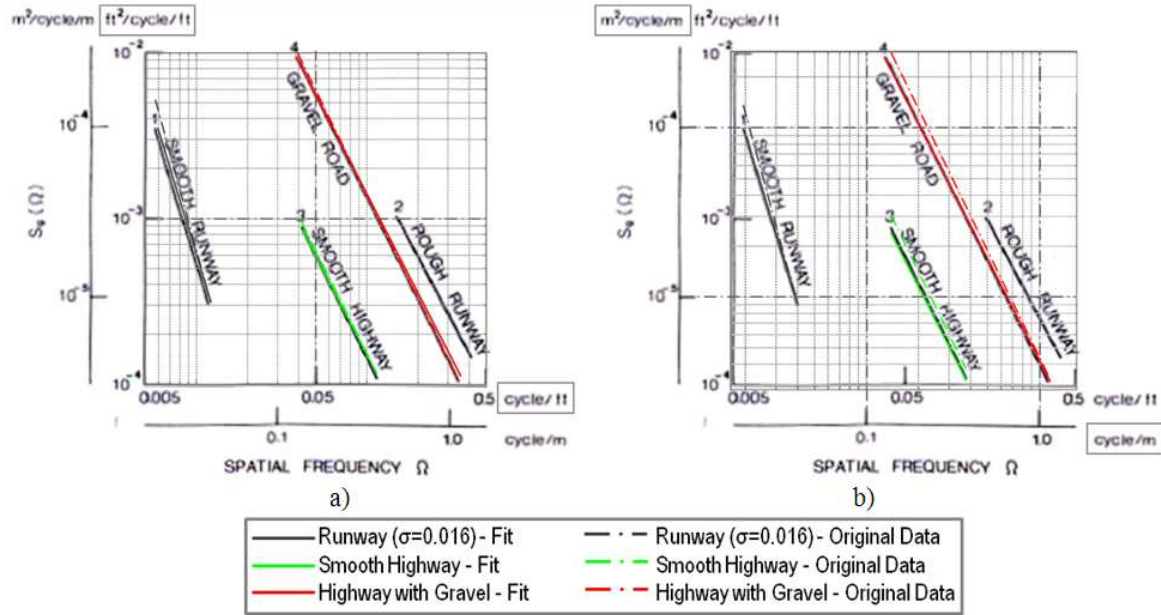 m²/cycle/m ft²/cycle/ft
10⁻²
10⁻³
10⁻⁴
10⁻⁴
10⁻⁵
Sg(Ω)
1
SMOOTH RUNWAY
4
GRAVEL ROAD
3
SMOOTH HIGHWAY
2
ROUGH RUNWAY
0.005 0.05 0.5 cycle/ft
0.1 1.0 cycle/m
SPATIAL FREQUENCY Ω
a)
m²/cycle/m ft²/cycle/ft
10⁻²
10⁻³
10⁻⁴
10⁻⁴
10⁻⁵
Sg(Ω)
SMOOTH RUNWAY
4
GRAVEL ROAD
3
SMOOTH HIGHWAY
2
ROUGH RUNWAY
0.005 0.05 0.5 cycle/ft
0.1 1.0 cycle/m
SPATIAL FREQUENCY Ω
b)
Runway (σ=0.016) - Fit
Runway (σ=0.016) - Original Data
Smooth Highway - Fit
Smooth Highway - Original Data
Highway with Gravel - Fit
Highway with Gravel - Original Data